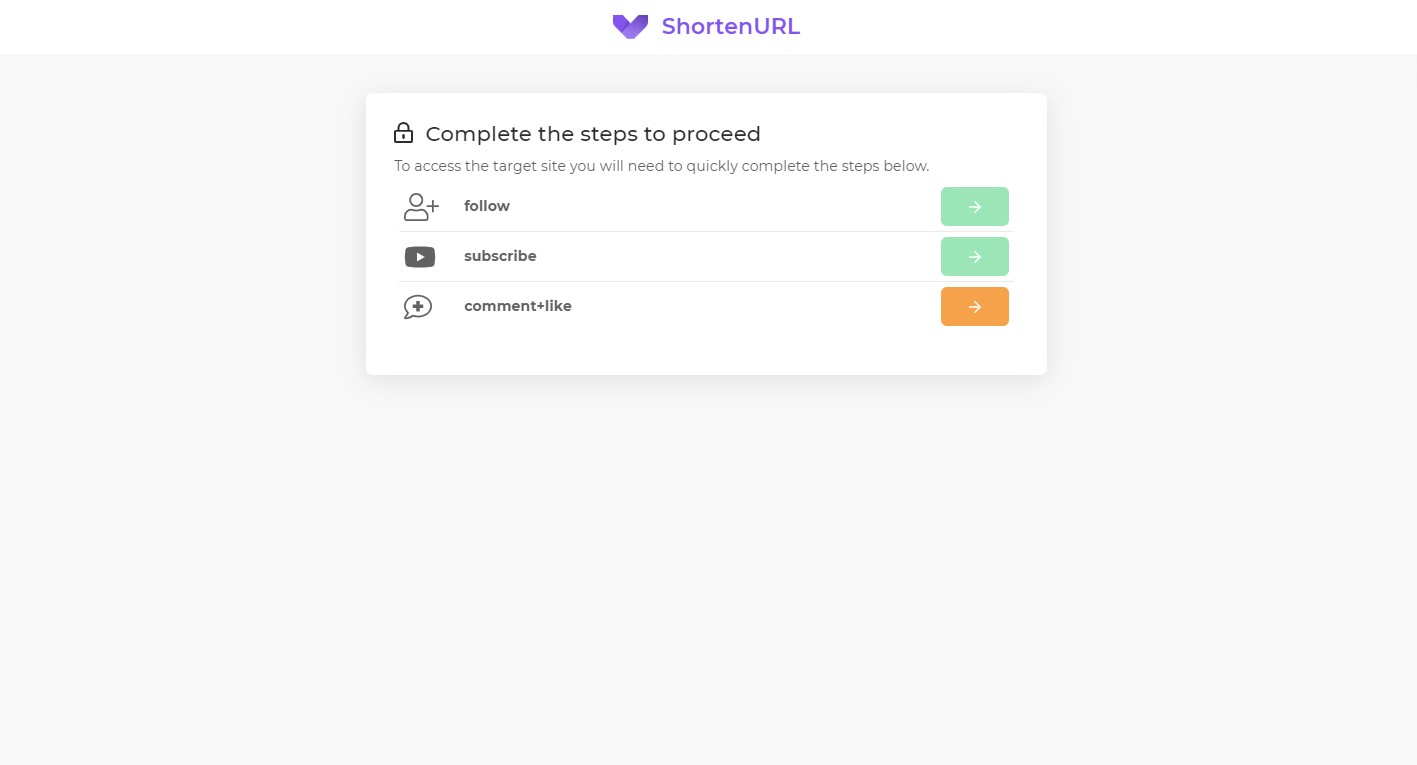 ShortenURL
Complete the steps to proceed
To access the target site you will need to quickly complete the steps below.
follow
subscribe
comment+like